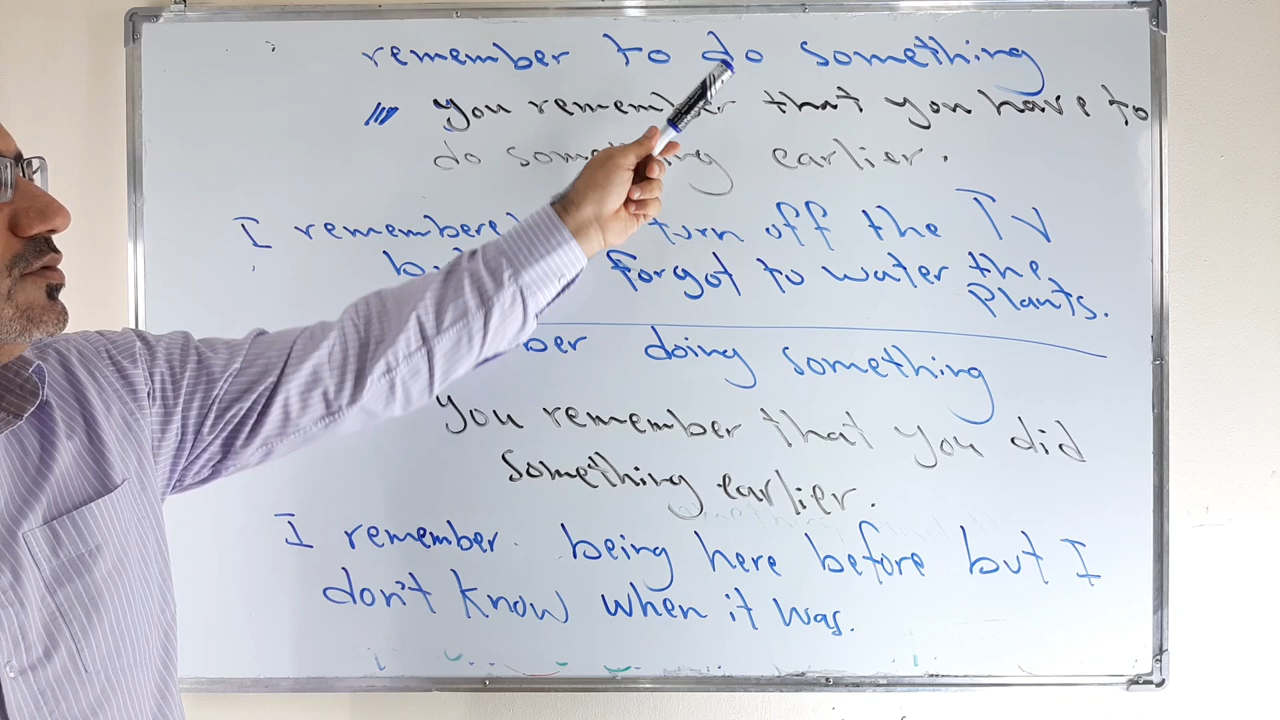 remember to do something
you remember that you have to
do something earlier.
I remembere turn off the TV
forgot to water the
plants.
ber doing something
you remember that you did
something earlier.
I remember. being here before but I
don't know when it was.